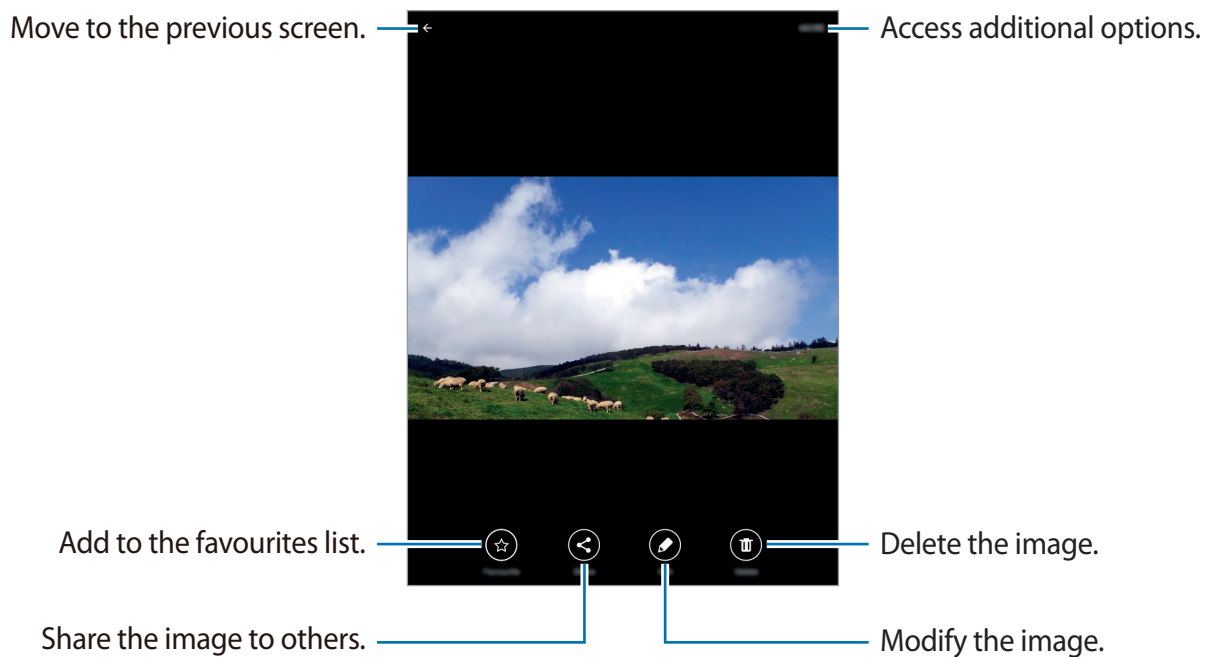 Move to the previous screen.
Access additional options.
Add to the favourites list.
Delete the image.
Share the image to others.
Modify the image.